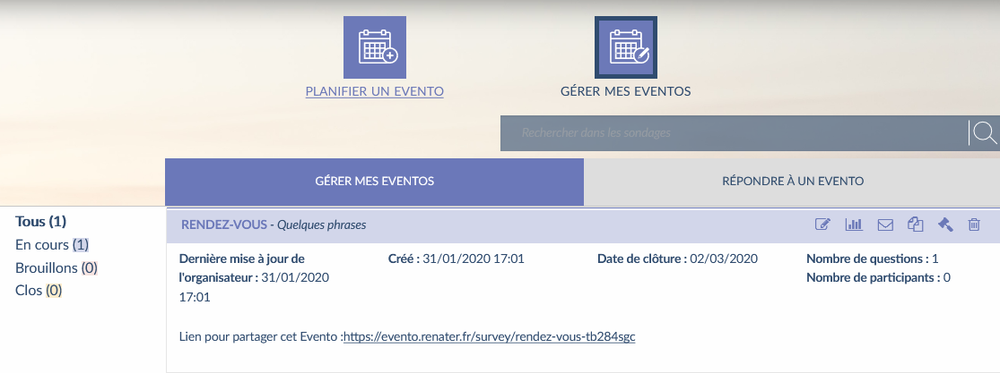 PLANIFIER UN EVENTO
GÉRER MES EVENTOS
Rechercher dans les sondages
GÉRER MES EVENTOS
RÉPONDRE À UN EVENTO
Tous (1)
En cours (1)
Brouillons (0)
Clos (0)
RENDEZ-VOUS - Quelques phrases
Dernière mise à jour de
l'organisateur : 31/01/2020
17:01
Créé : 31/01/2020 17:01
Date de clôture : 02/03/2020
Nombre de questions : 1
Nombre de participants : 0
Lien pour partager cet Evento :https://evento.renater.fr/survey/rendez-vous-tb284sgc